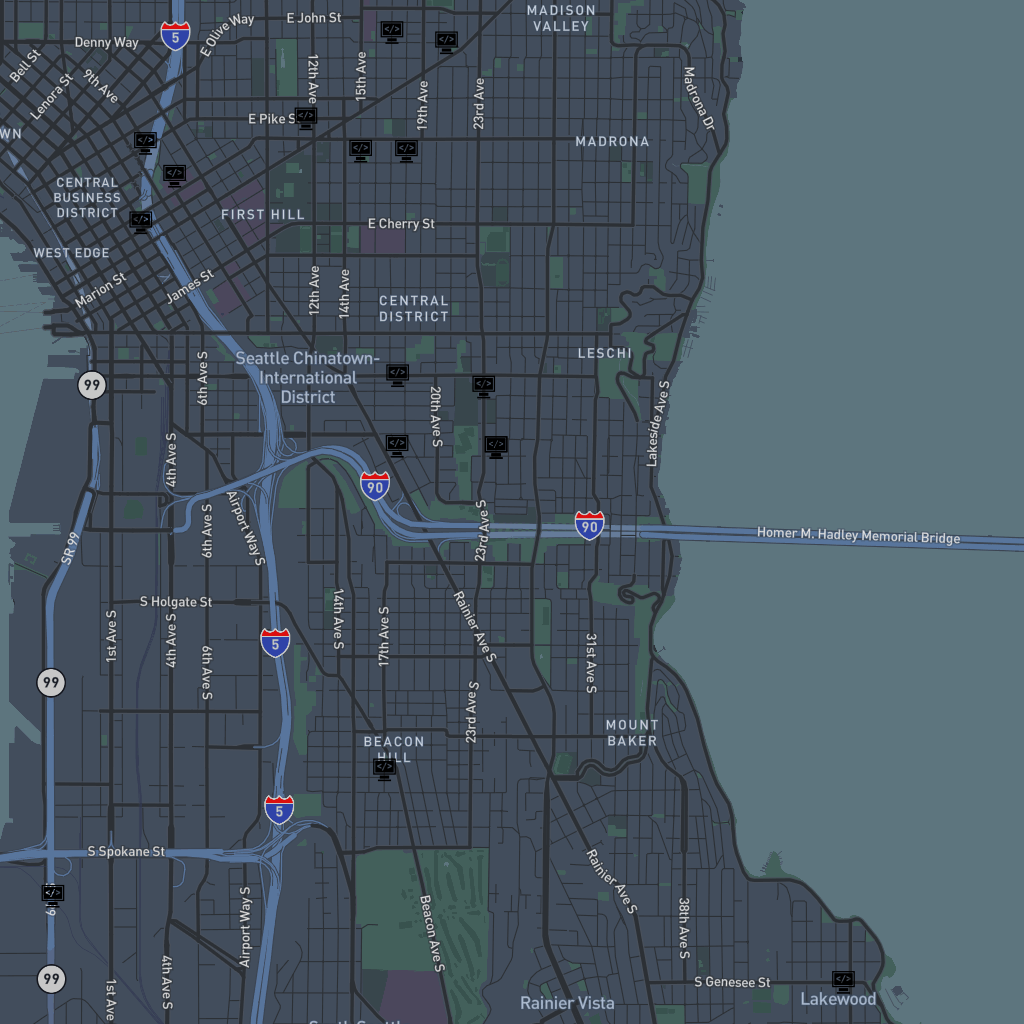 MADISON
VALLEY
E John St
E Olive Way
5
Denny Way
Bell St
Lenora St
9th Ave
12th Ave
15th Ave
19th Ave
23rd Ave
Madrona Dr
E Pike S
WN
MADRONA
</>
</>
</>
</>
</>
</>
</>
</>
CENTRAL
BUSINESS
DISTRICT
FIRST HILL
E Cherry St
WEST EDGE
Marion St
James St
12th Ave
14th Ave
CENTRAL
DISTRICT
LESCHI
Seattle Chinatown-
International
District
</>
</>
99
6th Ave S
20th Ave S
Lakeside Ave S
</>
</>
4th Ave S
90
Airport Way S
6th Ave S
23rd Ave S
90
Homer M. Hadley Memorial Bridge
SR 99
S Holgate St
1st Ave S
4th Ave S
6th Ave S
5
14th Ave S
17th Ave S
Rainier Ave S
31st Ave S
99
23rd Ave S
MOUNT
BAKER
BEACON
HILL
</>
5
S Spokane St
</>
Airport Way S
Rainier Ave S
38th Ave S
Beacon Ave S
99
1st Ave
4th Ave S
S Genesee St
</>
Lakewood
Rainier Vista